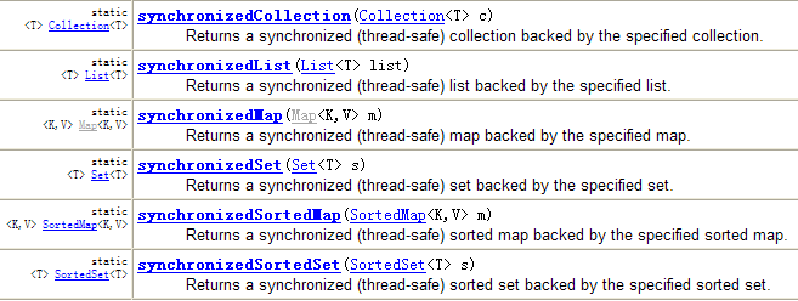 static
<T> Collection<T>
synchronizedCollection(Collection<T> c)
Returns a synchronized (thread-safe) collection backed by the specified collection.
static
<T> List<T>
synchronizedList(List<T> list)
Returns a synchronized (thread-safe) list backed by the specified list.
static
<K,V> Map<K,V>
synchronizedMap(Map<K,V> m)
Returns a synchronized (thread-safe) map backed by the specified map.
static
<T> Set<T>
synchronizedSet(Set<T> s)
Returns a synchronized (thread-safe) set backed by the specified set.
static
<K,V> SortedMap<K,V>
synchronizedSortedMap(SortedMap<K,V> m)
Returns a synchronized (thread-safe) sorted map backed by the specified sorted map.
static
<T> SortedSet<T>
synchronizedSortedSet(SortedSet<T> s)
Returns a synchronized (thread-safe) sorted set backed by the specified sorted set.